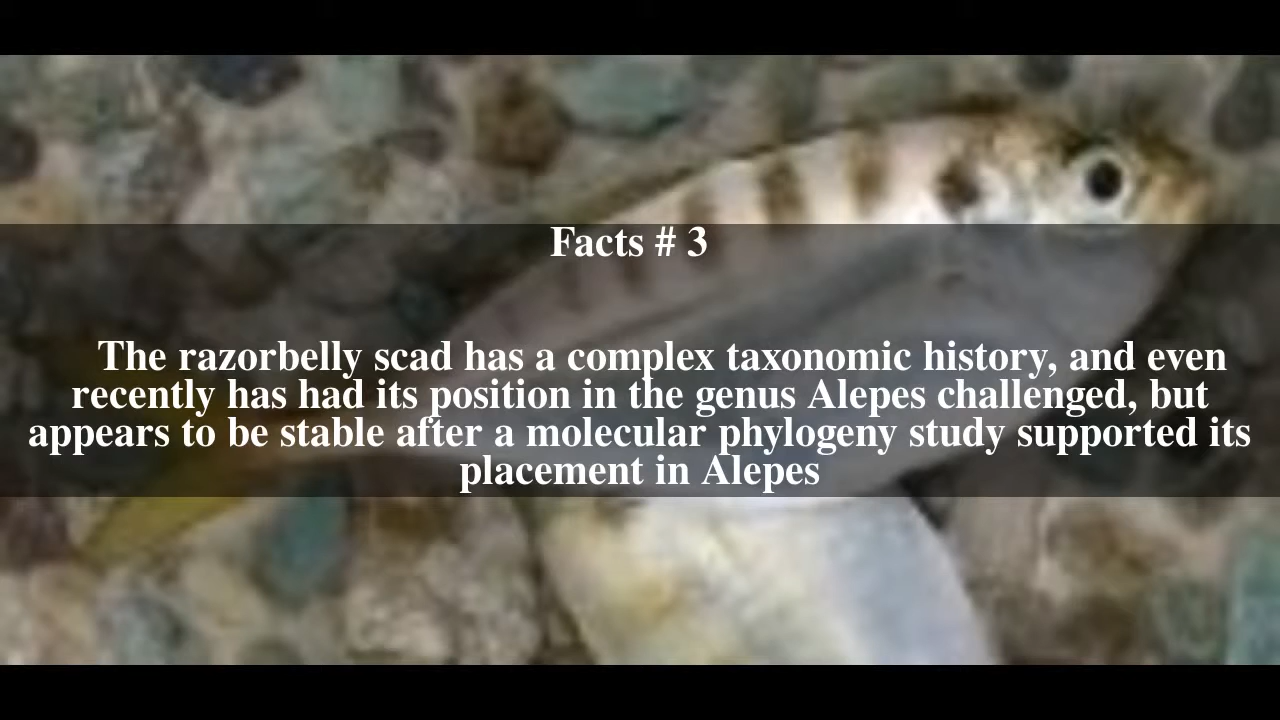 Facts # 3
The razorbelly scad has a complex taxonomic history, and even
recently has had its position in the genus Alepes challenged, but
appears to be stable after a molecular phylogeny study supported its
placement in Alepes